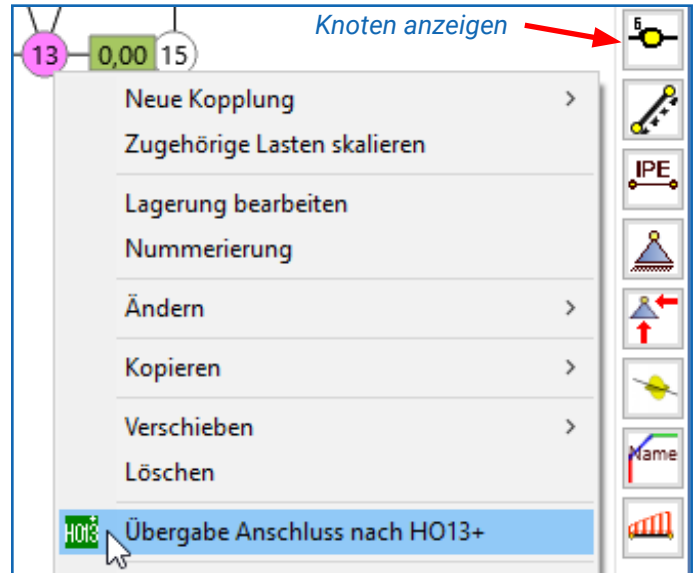 Knoten anzeigen
6
13 0,00 15
Neue Kopplung
Zugehörige Lasten skalieren
IPE
Lagerung bearbeiten
Nummerierung
Ändern
Kopieren
Verschieben
Name
Löschen
HO13+ Übergabe Anschluss nach HO13+